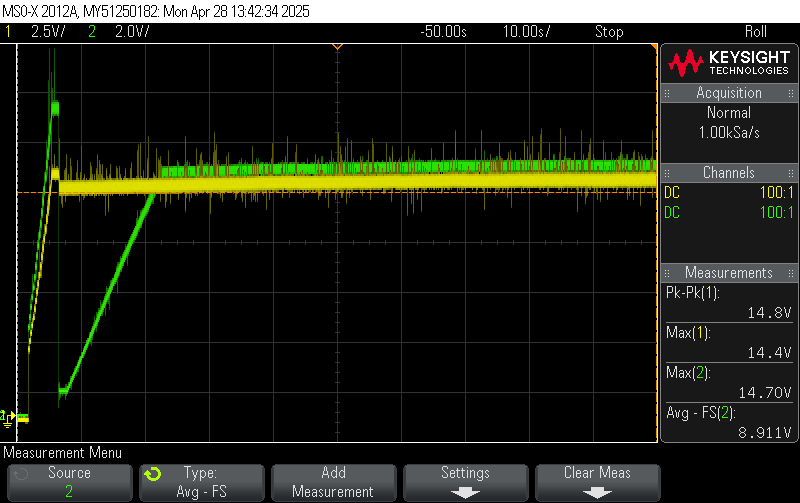 MSO-X 2012A, MY51250182: Mon Apr 28 13:42:34 2025
1 2.5V/ 2 2.0V/ -50.00s 10.00s/ Stop Roll
KEYSIGHT
TECHNOLOGIES
Acquisition
Normal
1.00kSa/s
Channels
DC 100:1
DC 100:1
Measurements
Pk-Pk(1):
14.8V
Max(1):
14.4V
Max(2):
14.70V
Avg - FS(2):
8.911V
Measurement Menu
Source
2
Type:
Avg - FS
Add
Measurement
Settings
Clear Meas